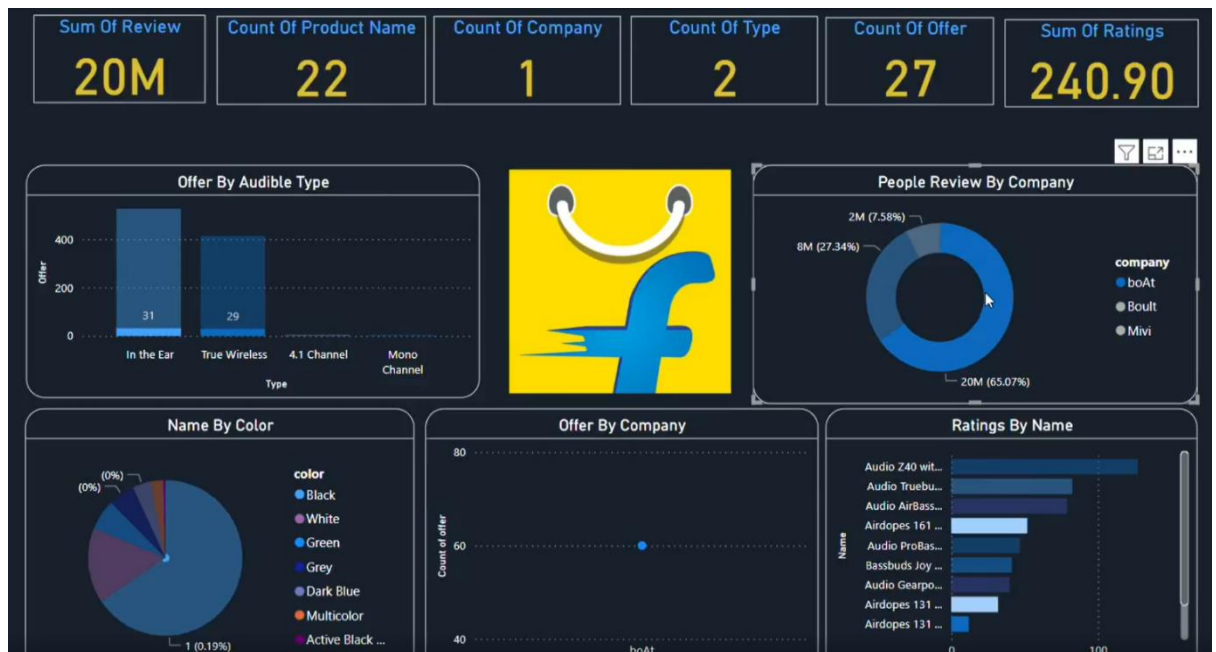 Sum Of Review
20M
Count Of Product Name
22
Count Of Company
1
Count Of Type
2
Count Of Offer
27
Sum Of Ratings
240.90
Offer By Audible Type
Offer
400
200
0
31
29
In the Ear
True Wireless
4.1 Channel
Mono
Channel
Type
People Review By Company
2M (7.58%)
8M (27.34%)
20M (65.07%)
company
boAt
Boult
Mivi
Name By Color
(0%)
(0%)
1 (0.19%)
color
Black
White
Green
Grey
Dark Blue
Multicolor
Active Black ...
Offer By Company
Count of offer
80
60
40
boAt
Ratings By Name
Name
Audio Z40 wit...
Audio Truebu...
Audio AirBass...
Airdopes 161 ...
Audio ProBas...
Bassbuds Joy ...
Audio Gearpo...
Airdopes 131 ...
Airdopes 131 ...
0
100